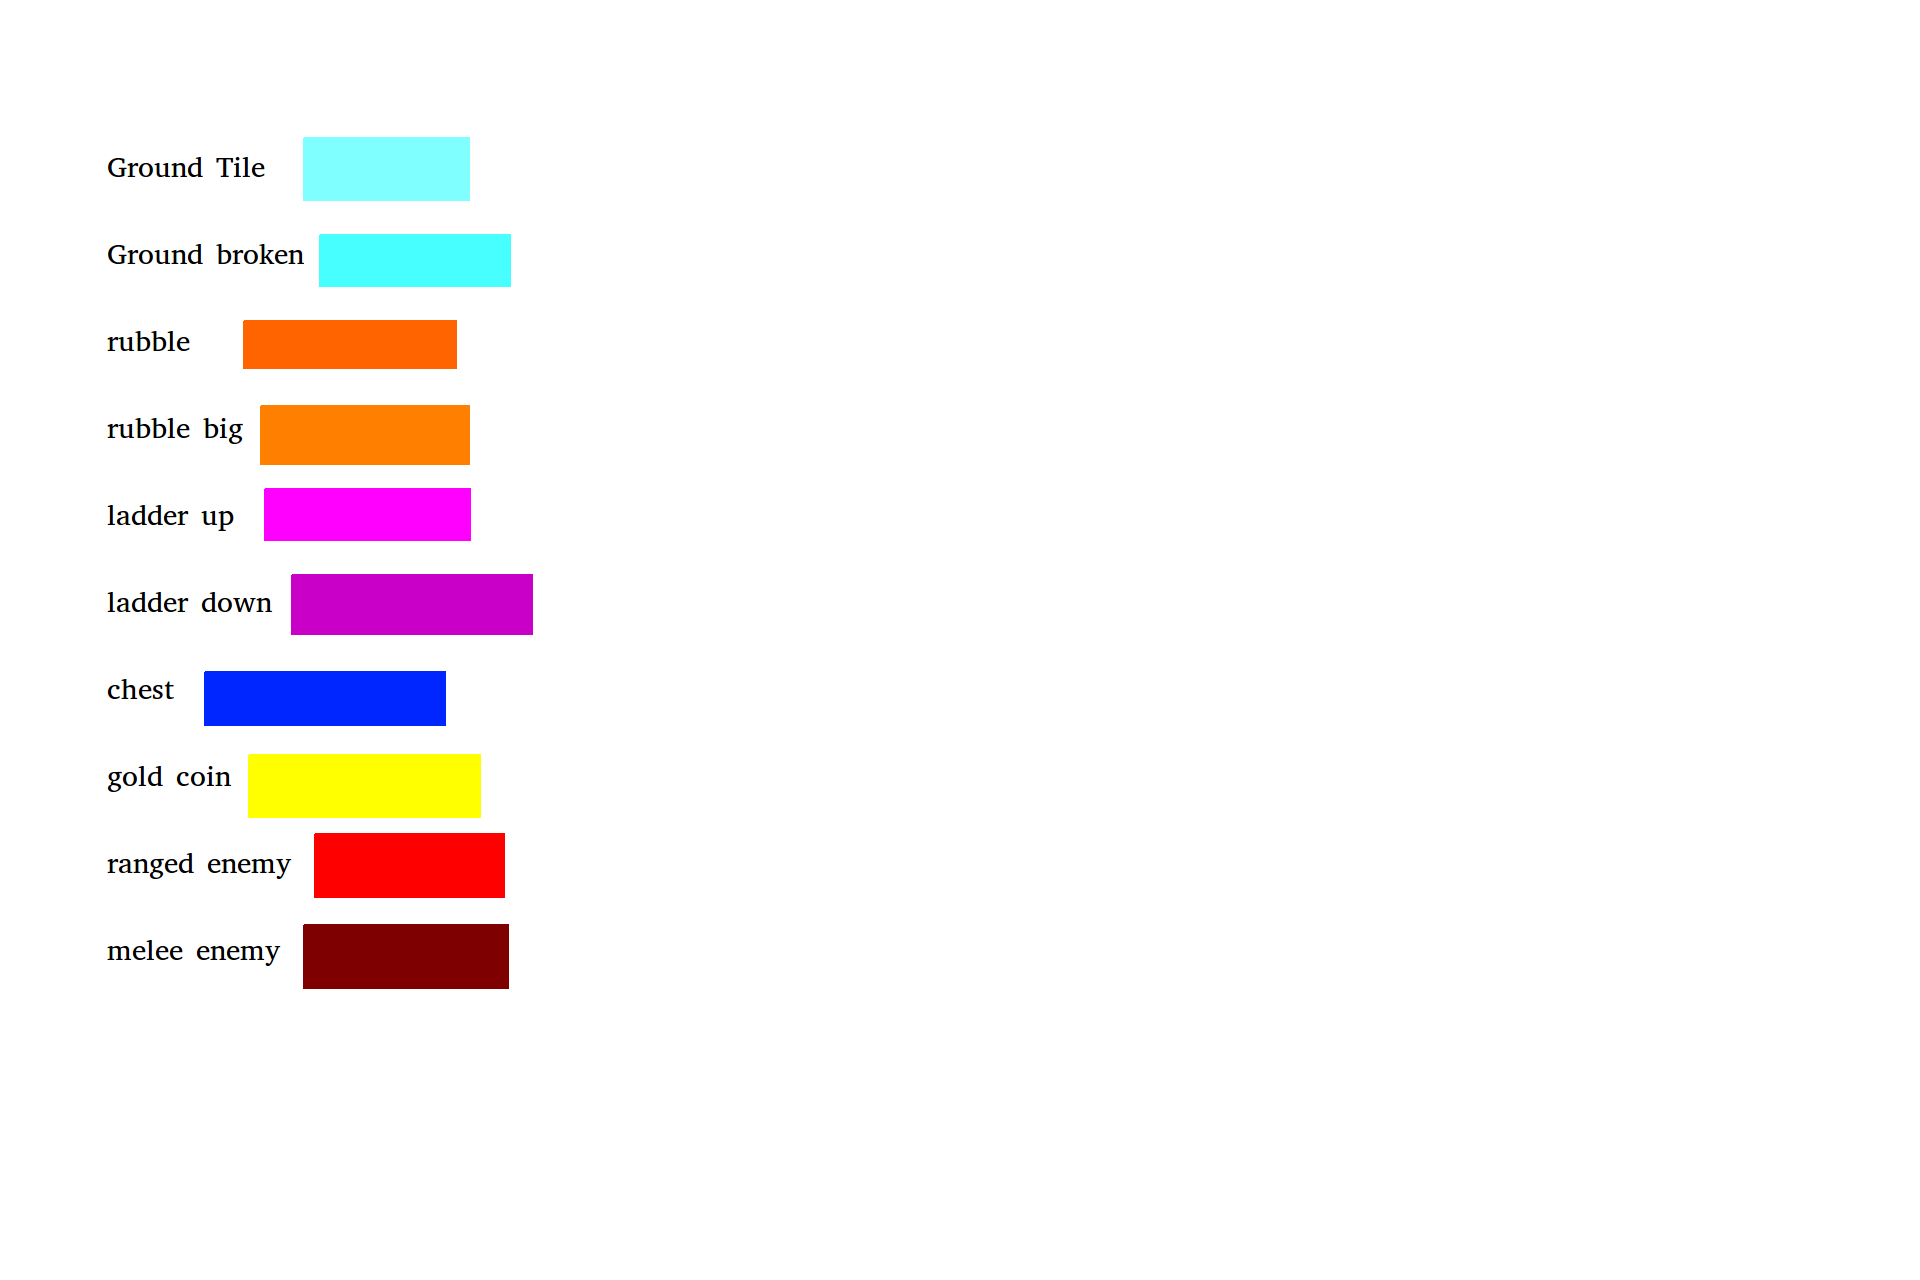 Ground Tile
Ground broken
rubble
rubble big
ladder up
ladder down
chest
gold coin
ranged enemy
melee enemy